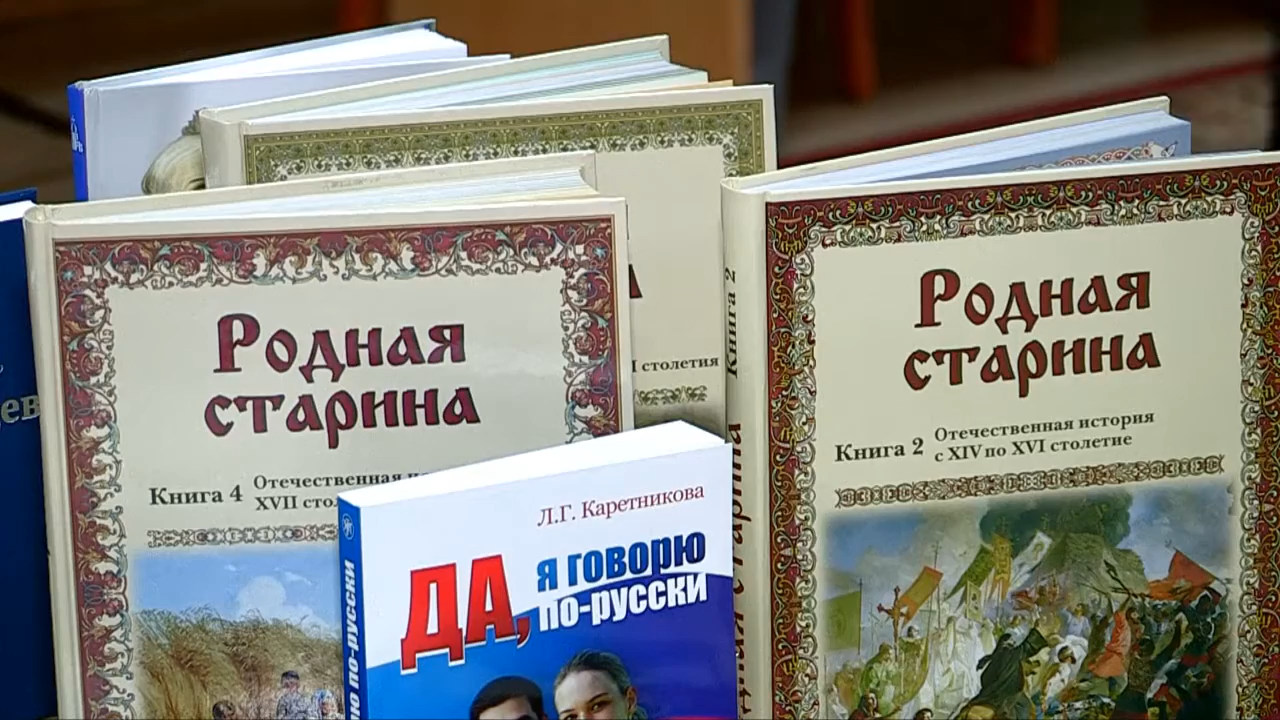 Родная
старина
Книга 4
Отечественная
XVII
столетия
Книга 2
Родная
старина
Книга 2
Отечественная история
с XIV по XVI столетие
Л.Г. Каретникова
ДА,
я говорю
по-русски
по-русски
старина